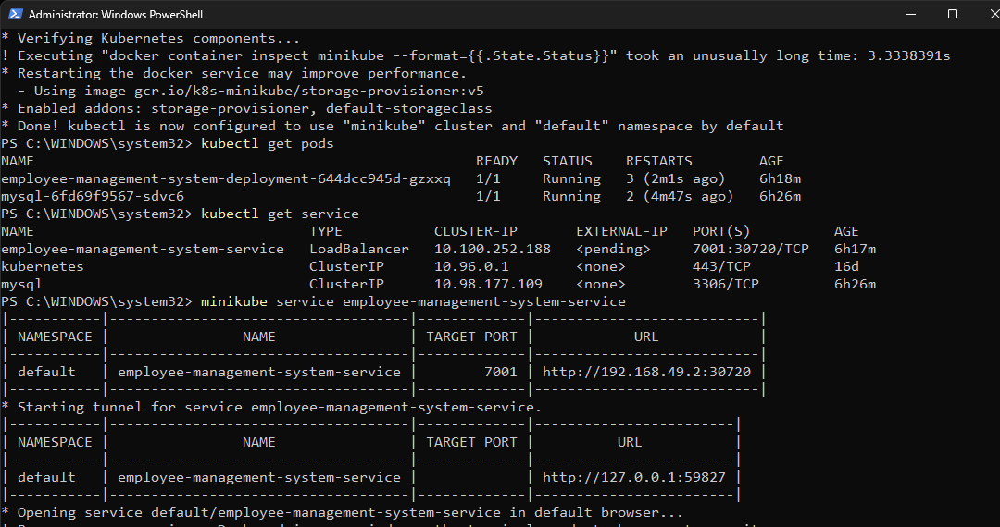 Administrator: Windows PowerShell
* Verifying Kubernetes components...
! Executing "docker container inspect minikube --format={{.State.Status}}" took an unusually long time: 3.3338391s
* Restarting the docker service may improve performance.
  - Using image gcr.io/k8s-minikube/storage-provisioner:v5
* Enabled addons: storage-provisioner, default-storageclass
* Done! kubectl is now configured to use "minikube" cluster and "default" namespace by default
PS C:\WINDOWS\system32> kubectl get pods
NAME                                                     READY   STATUS    RESTARTS        AGE
employee-management-system-deployment-644dcc945d-gzxxq   1/1     Running   3 (2m1s ago)    6h18m
mysql-6fd69f9567-sdvc6                                   1/1     Running   2 (4m47s ago)   6h26m
PS C:\WINDOWS\system32> kubectl get service
NAME                                 TYPE           CLUSTER-IP       EXTERNAL-IP   PORT(S)          AGE
employee-management-system-service   LoadBalancer   10.100.252.188   <pending>     7001:30720/TCP   6h17m
kubernetes                           ClusterIP      10.96.0.1        <none>        443/TCP          16d
mysql                                ClusterIP      10.98.177.109    <none>        3306/TCP         6h26m
PS C:\WINDOWS\system32> minikube service employee-management-system-service
|-----------|------------------------------------|-------------|---------------------------|
| NAMESPACE |                NAME                | TARGET PORT |            URL            |
|-----------|------------------------------------|-------------|---------------------------|
| default   | employee-management-system-service |        7001 | http://192.168.49.2:30720 |
|-----------|------------------------------------|-------------|---------------------------|
* Starting tunnel for service employee-management-system-service.
|-----------|------------------------------------|-------------|------------------------|
| NAMESPACE |                NAME                | TARGET PORT |          URL           |
|-----------|------------------------------------|-------------|------------------------|
| default   | employee-management-system-service |             | http://127.0.0.1:59827 |
|-----------|------------------------------------|-------------|------------------------|
* Opening service default/employee-management-system-service in default browser...